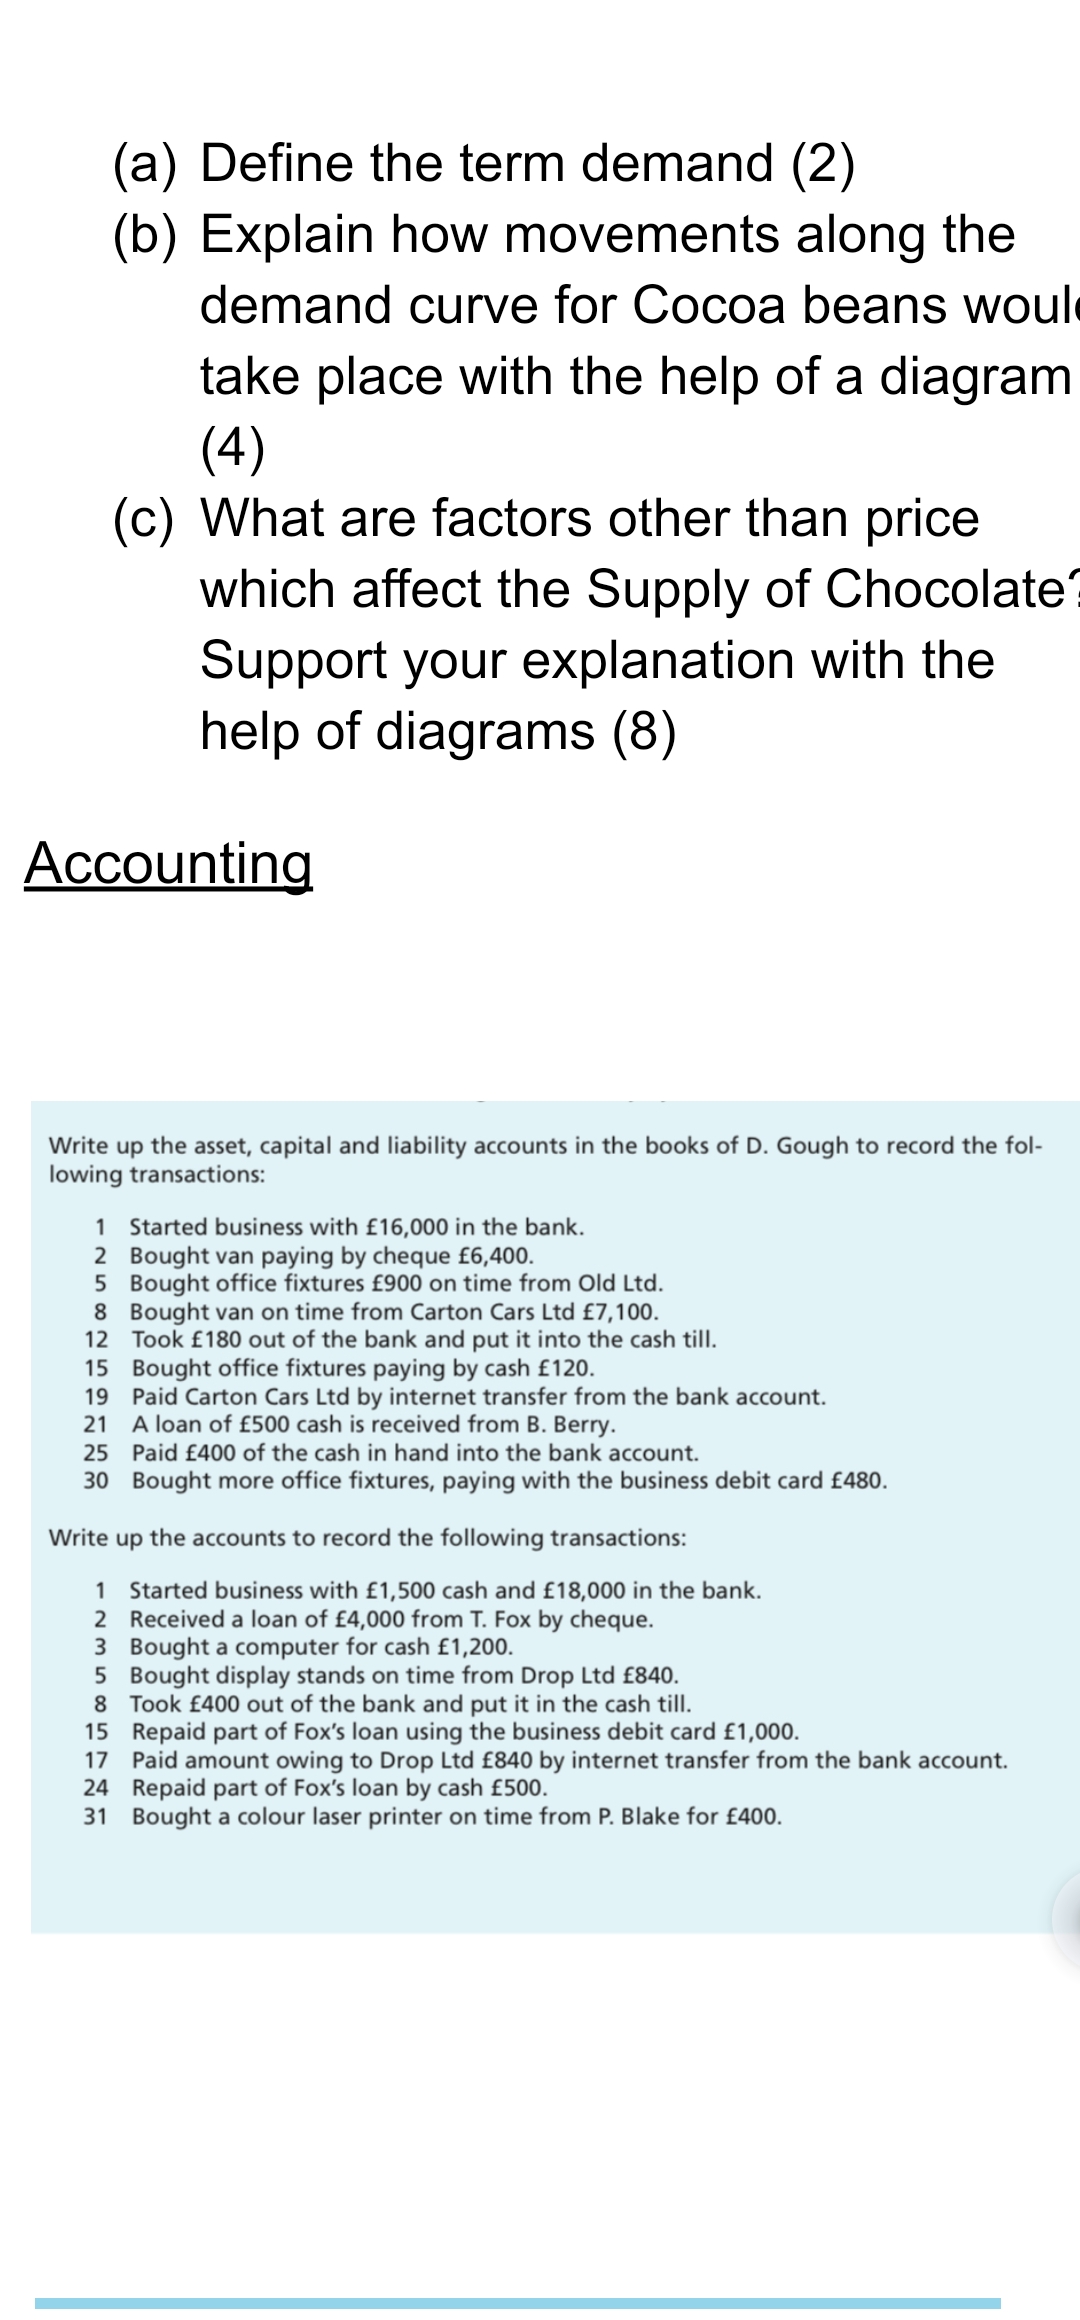 (a) Define the term demand (2)
(b) Explain how movements along the
demand curve for Cocoa beans woul
take place with the help of a diagram
(4)
(c) What are factors other than price
which affect the Supply of Chocolate?
Support your explanation with the
help of diagrams (8)
Accounting
Write up the asset, capital and liability accounts in the books of D. Gough to record the fol-
lowing transactions:
1 Started business with £16,000 in the bank.
2 Bought van paying by cheque £6,400.
5 Bought office fixtures £900 on time from Old Ltd.
8 Bought van on time from Carton Cars Ltd £7,100.
12 Took £180 out of the bank and put it into the cash till.
15 Bought office fixtures paying by cash £120.
19 Paid Carton Cars Ltd by internet transfer from the bank account.
21 A loan of £500 cash is received from B. Berry.
25 Paid £400 of the cash in hand into the bank account.
30 Bought more office fixtures, paying with the business debit card £480.
Write up the accounts to record the following transactions:
1 Started business with £1,500 cash and £18,000 in the bank.
2 Received a loan of £4,000 from T. Fox by cheque.
3 Bought a computer for cash £1,200.
5 Bought display stands on time from Drop Ltd £840.
8 Took £400 out of the bank and put it in the cash till.
15 Repaid part of Fox's loan using the business debit card £1,000.
17 Paid amount owing to Drop Ltd £840 by internet transfer from the bank account.
24 Repaid part of Fox's loan by cash £500.
31 Bought a colour laser printer on time from P. Blake for £400.